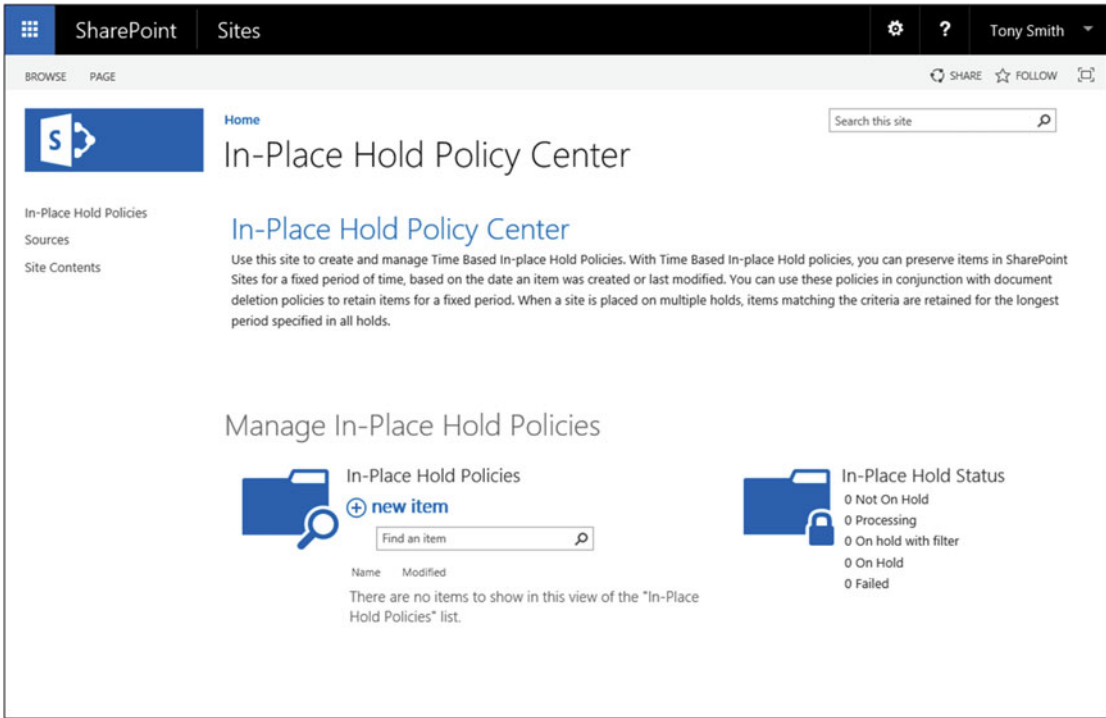 SharePoint Sites ? Tony Smith
BROWSE PAGE SHARE FOLLOW
S
Home
Search this site
In-Place Hold Policy Center
In-Place Hold Policies
Sources
Site Contents
In-Place Hold Policy Center
Use this site to create and manage Time Based In-place Hold Policies. With Time Based In-place Hold policies, you can preserve items in SharePoint
Sites for a fixed period of time, based on the date an item was created or last modified. You can use these policies in conjunction with document
deletion policies to retain items for a fixed period. When a site is placed on multiple holds, items matching the criteria are retained for the longest
period specified in all holds.
Manage In-Place Hold Policies
In-Place Hold Policies
new item
Find an item
Name Modified
There are no items to show in this view of the "In-Place
Hold Policies" list.
In-Place Hold Status
0 Not On Hold
0 Processing
0 On hold with filter
0 On Hold
0 Failed